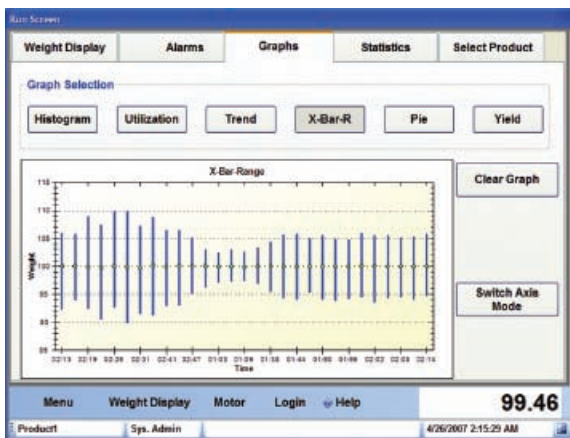 Run Screen
Weight Display Alarms Graphs Statistics Select Product
Graph Selection
Histogram Utilization Trend X-Bar-R Pie Yield
X-Bar-Range
Clear Graph
Switch Axis
Mode
Weight
115
110
105
100
95
Time
Menu Weight Display Motor Login Help
99.46
Product1 Sys. Admin 4/26/2007 2:15:29 AM